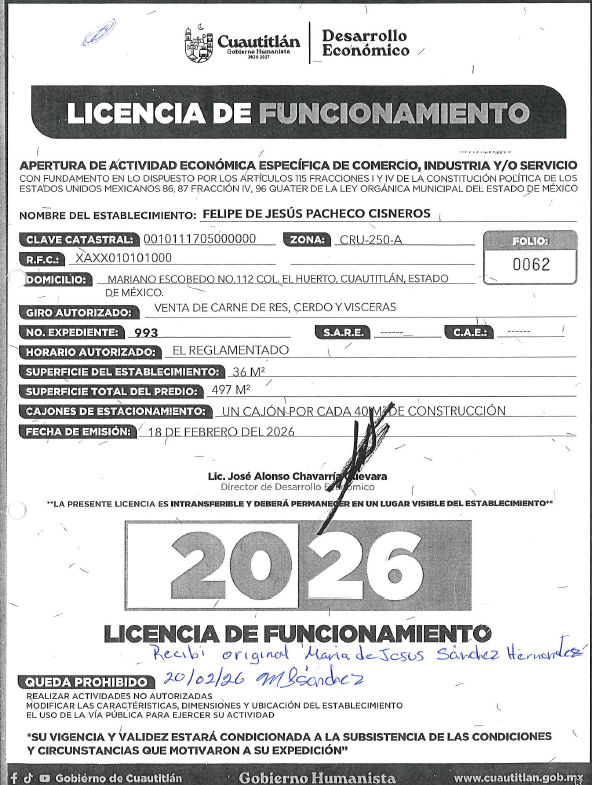 Cuautitlán
Gobierno Humanista
2025-2027
Desarrollo
Económico
LICENCIA DE FUNCIONAMIENTO
APERTURA DE ACTIVIDAD ECONÓMICA ESPECÍFICA DE COMERCIO, INDUSTRIA Y/O SERVICIO
CON FUNDAMENTO EN LO DISPUESTO POR LOS ARTÍCULOS 115 FRACCIONES I Y IV DE LA CONSTITUCIÓN POLÍTICA DE LOS
ESTADOS UNIDOS MEXICANOS 86, 87 FRACCIÓN IV, 96 QUATER DE LA LEY ORGÁNICA MUNICIPAL DEL ESTADO DE MÉXICO
NOMBRE DEL ESTABLECIMIENTO: FELIPE DE JESÚS PACHECO CISNEROS
CLAVE CATASTRAL: 0010111705000000 ZONA: CRU-250-A
FOLIO:
0062
R.F.C.: XAXX010101000
DOMICILIO: MARIANO ESCOBEDO NO.112 COL. EL HUERTO, CUAUTITLÁN, ESTADO
DE MÉXICO.
GIRO AUTORIZADO: VENTA DE CARNE DE RES, CERDO Y VISCERAS
NO. EXPEDIENTE: 993 S.A.R.E. ------- C.A.E.: ------
HORARIO AUTORIZADO: EL REGLAMENTADO
SUPERFICIE DEL ESTABLECIMIENTO: 36 M²
SUPERFICIE TOTAL DEL PREDIO: 497 M²
CAJONES DE ESTACIONAMIENTO: UN CAJÓN POR CADA 40 M² DE CONSTRUCCIÓN
FECHA DE EMISIÓN: 18 DE FEBRERO DEL 2026
Lic. José Alonso Chavarría Guevara
Director de Desarrollo Económico
**LA PRESENTE LICENCIA ES INTRANSFERIBLE Y DEBERÁ PERMANECER EN UN LUGAR VISIBLE DEL ESTABLECIMIENTO**
2026
LICENCIA DE FUNCIONAMIENTO
Recibi original Maria de Jesus Sánchez Hernandez
20/02/26 MJSánchez
QUEDA PROHIBIDO
REALIZAR ACTIVIDADES NO AUTORIZADAS
MODIFICAR LAS CARACTERÍSTICAS, DIMENSIONES Y UBICACIÓN DEL ESTABLECIMIENTO
EL USO DE LA VÍA PÚBLICA PARA EJERCER SU ACTIVIDAD
"SU VIGENCIA Y VALIDEZ ESTARÁ CONDICIONADA A LA SUBSISTENCIA DE LAS CONDICIONES
Y CIRCUNSTANCIAS QUE MOTIVARON A SU EXPEDICIÓN"
Gobierno de Cuautitlán Gobierno Humanista www.cuautitlan.gob.mx